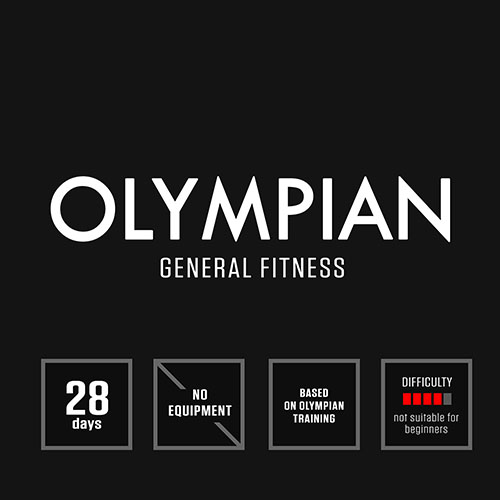 OLYMPIAN
GENERAL FITNESS
28
days
NO
EQUIPMENT
BASED
ON OLYMPIAN
TRAINING
DIFFICULTY
not suitable for
beginners